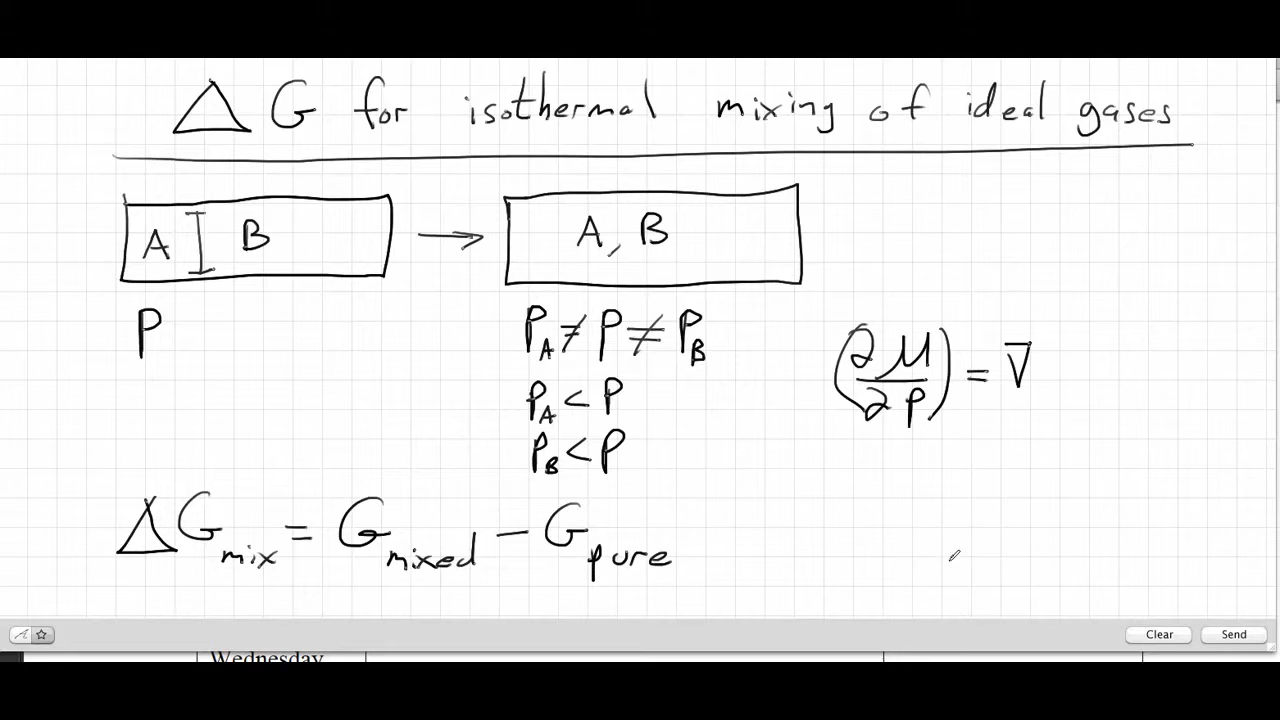 ΔG for isothermal mixing of ideal gases
A B → A, B
P
P_A ≠ P ≠ P_B
P_A < P
P_B < P
(∂μ/∂P) = V̅
ΔG_mix = G_mixed − G_pure
Clear Send
Wednesday